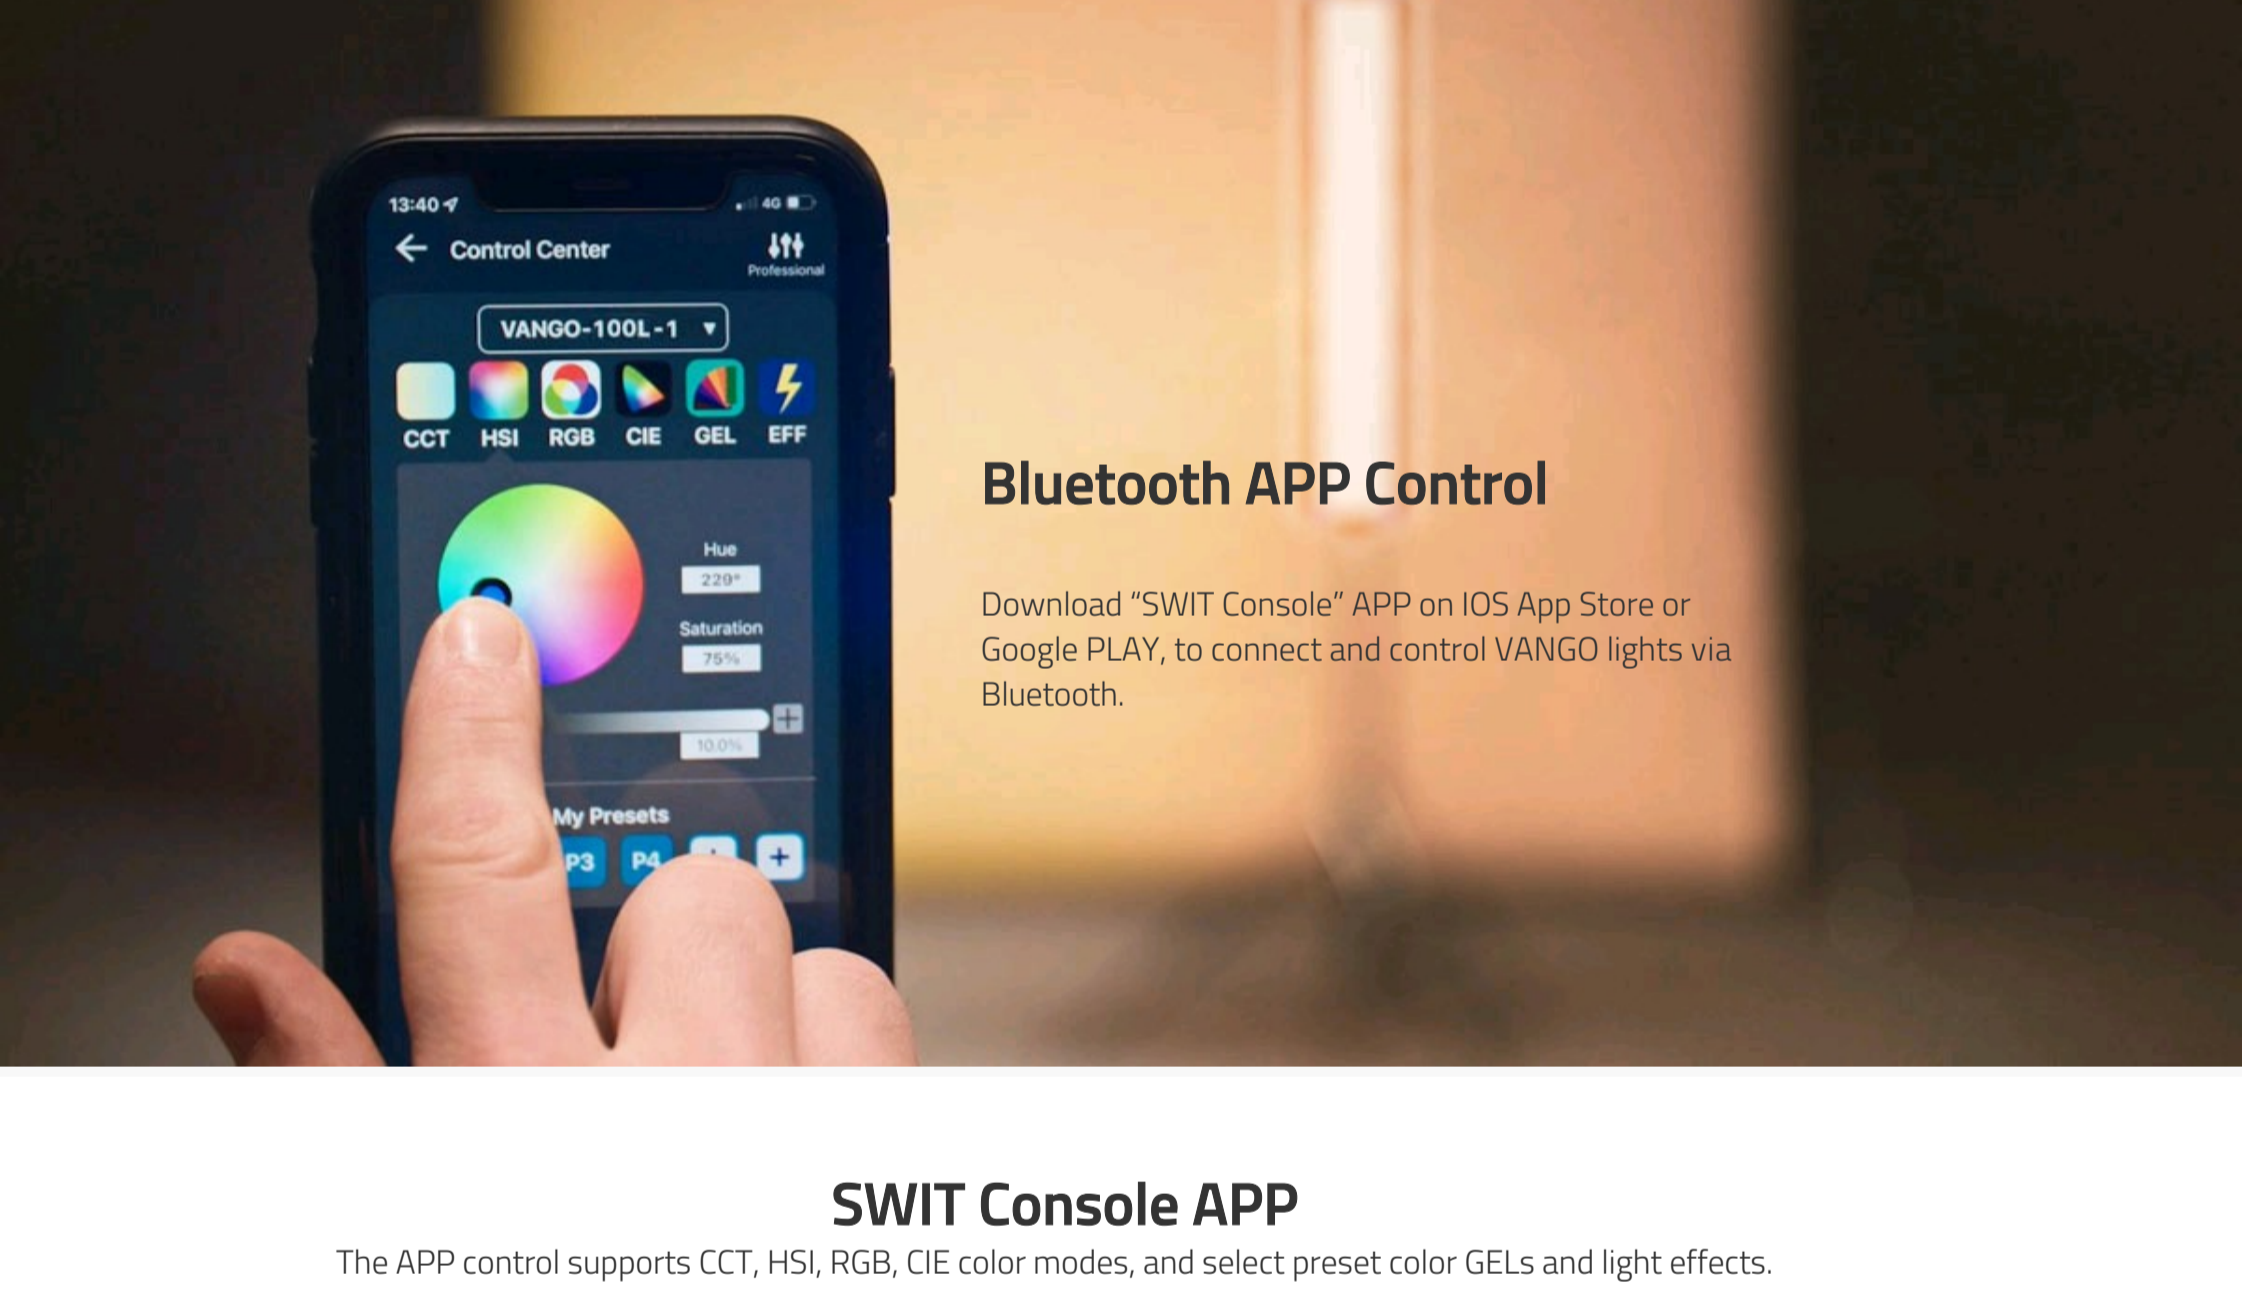 13:40
4G
Control Center
Professional
VANGO-100L-1
CCT HSI RGB CIE GEL EFF
Hue
229°
Saturation
75%
10.0%
My Presets
P3 P4 + +
Bluetooth APP Control
Download “SWIT Console” APP on IOS App Store or
Google PLAY, to connect and control VANGO lights via
Bluetooth.
SWIT Console APP
The APP control supports CCT, HSI, RGB, CIE color modes, and select preset color GELs and light effects.